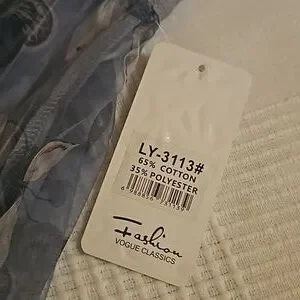 LY-3113#
65% COTTON
35% POLYESTER
Fashion
VOGUE CLASSICS